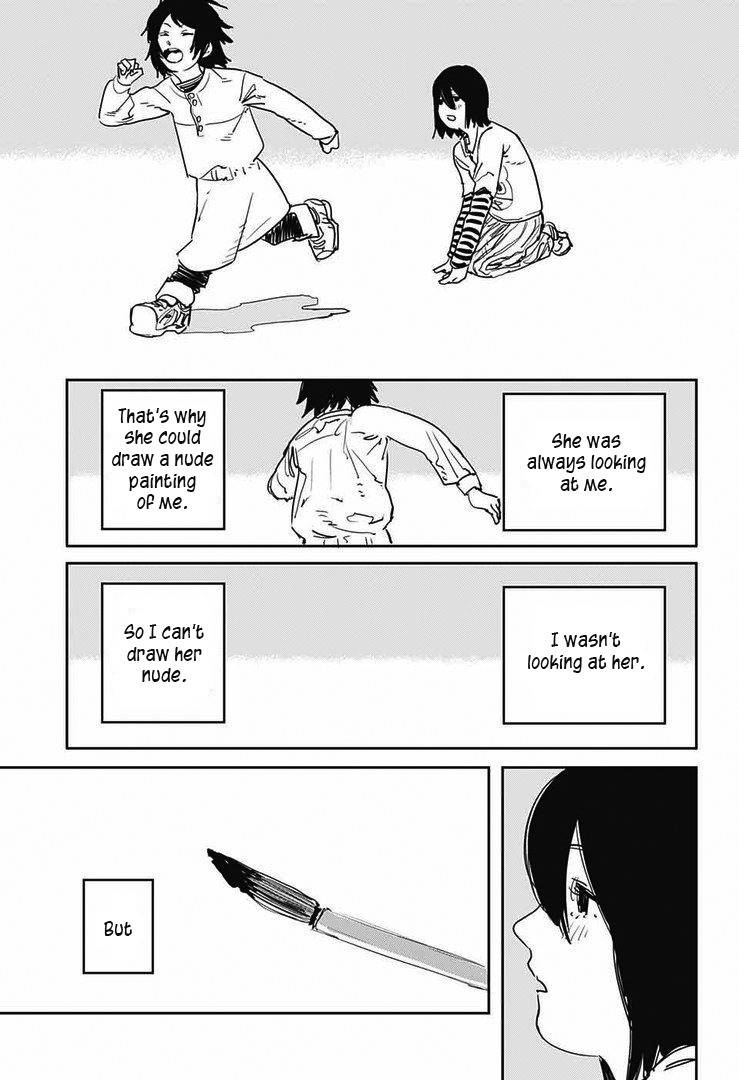 She was
always looking
at me.
That's why
she could
draw a nude
painting
of me.
I wasn't
looking at her.
So I can't
draw her
nude.
But